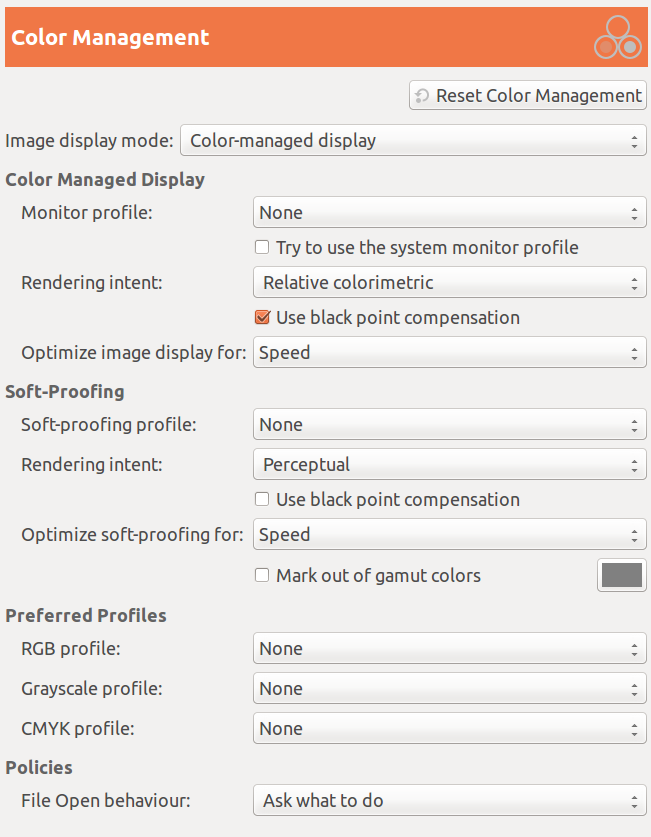 Color Management
Reset Color Management
Image display mode: Color-managed display
Color Managed Display
Monitor profile: None
Try to use the system monitor profile
Rendering intent: Relative colorimetric
Use black point compensation
Optimize image display for: Speed
Soft-Proofing
Soft-proofing profile: None
Rendering intent: Perceptual
Use black point compensation
Optimize soft-proofing for: Speed
Mark out of gamut colors
Preferred Profiles
RGB profile: None
Grayscale profile: None
CMYK profile: None
Policies
File Open behaviour: Ask what to do